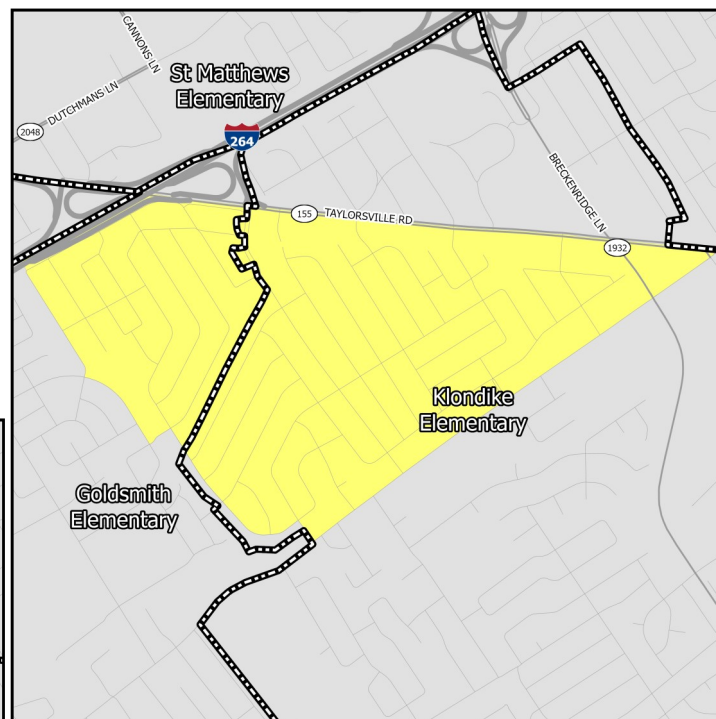 CANNONS LN
St Matthews
Elementary
DUTCHMANS LN
2048
264
BRECKENRIDGE LN
155
TAYLORSVILLE RD
1932
Klondike
Elementary
Goldsmith
Elementary